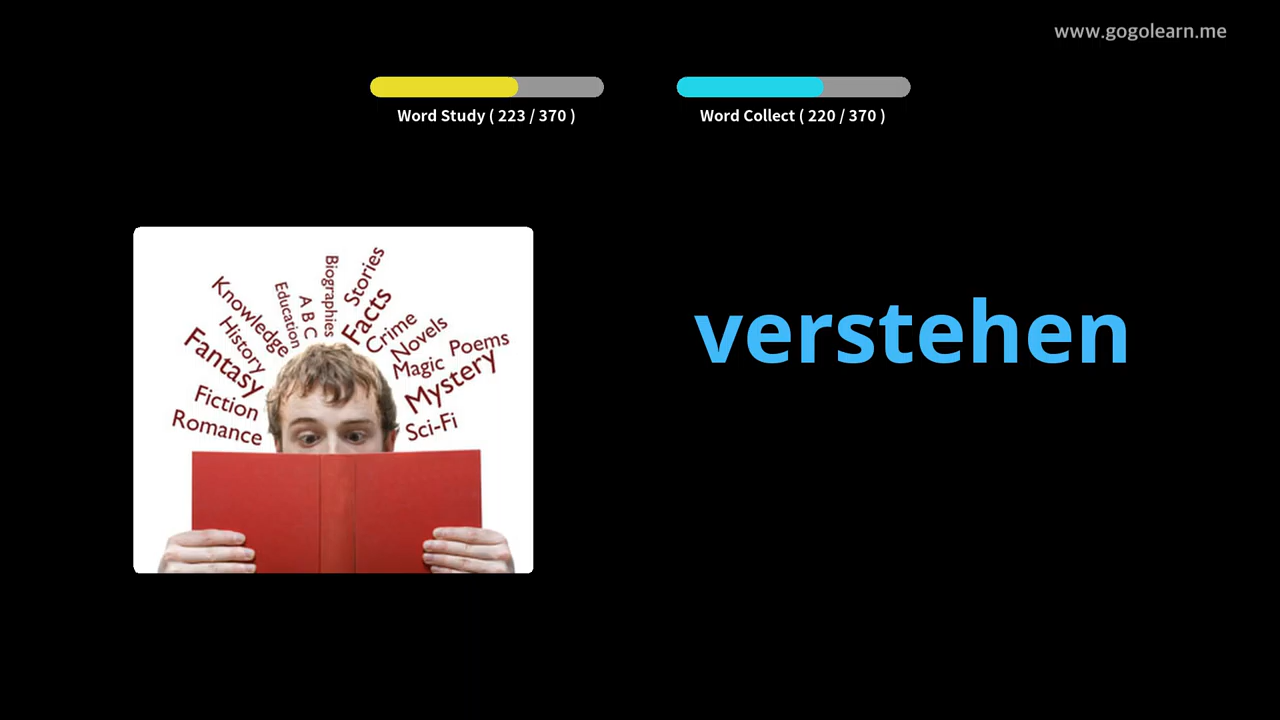 www.gogolearn.me
Word Study ( 223 / 370 )
Word Collect ( 220 / 370 )
verstehen
Biographies
Stories
Education
A B C
Facts
Knowledge
Crime
History
Novels
Poems
Fantasy
Magic
Mystery
Fiction
Romance
Sci-Fi